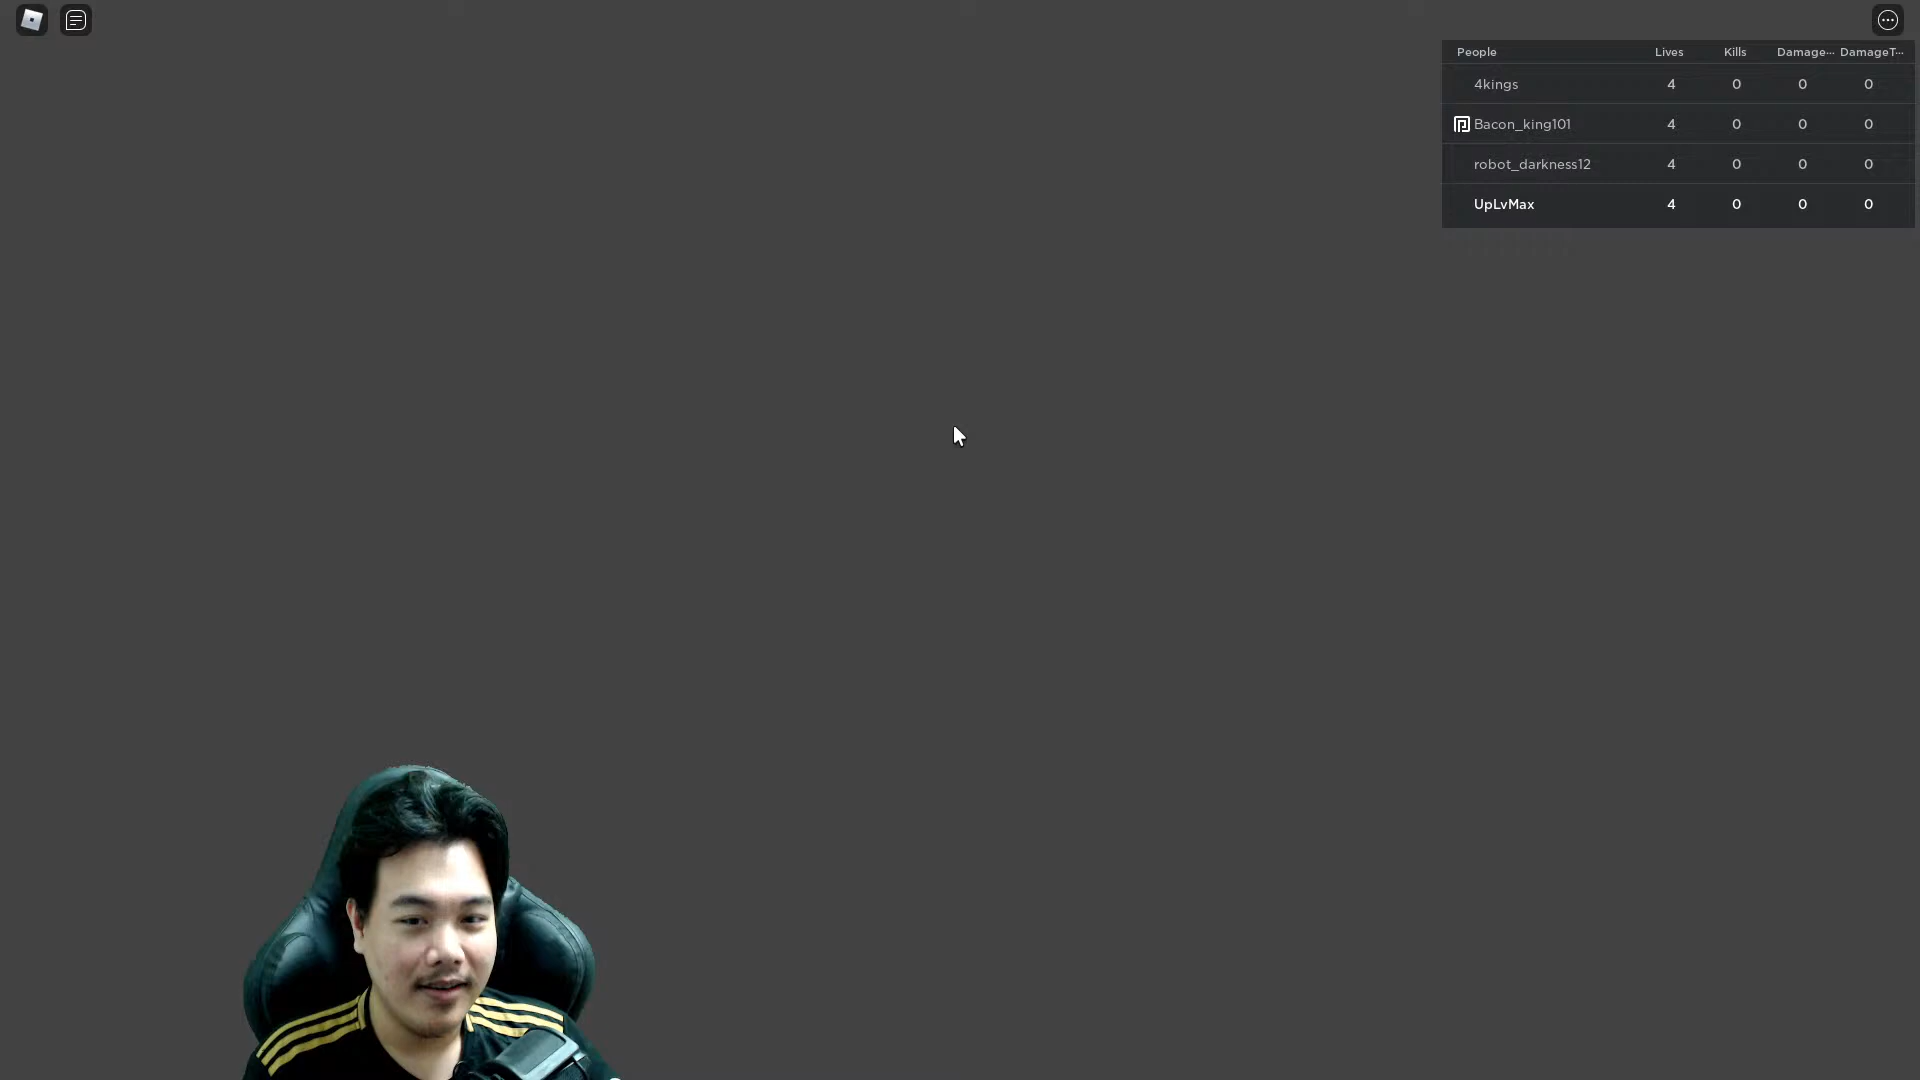 People Lives Kills Damage... DamageT...
4kings 4 0 0 0
Bacon_king101 4 0 0 0
robot_darkness12 4 0 0 0
UpLvMax 4 0 0 0